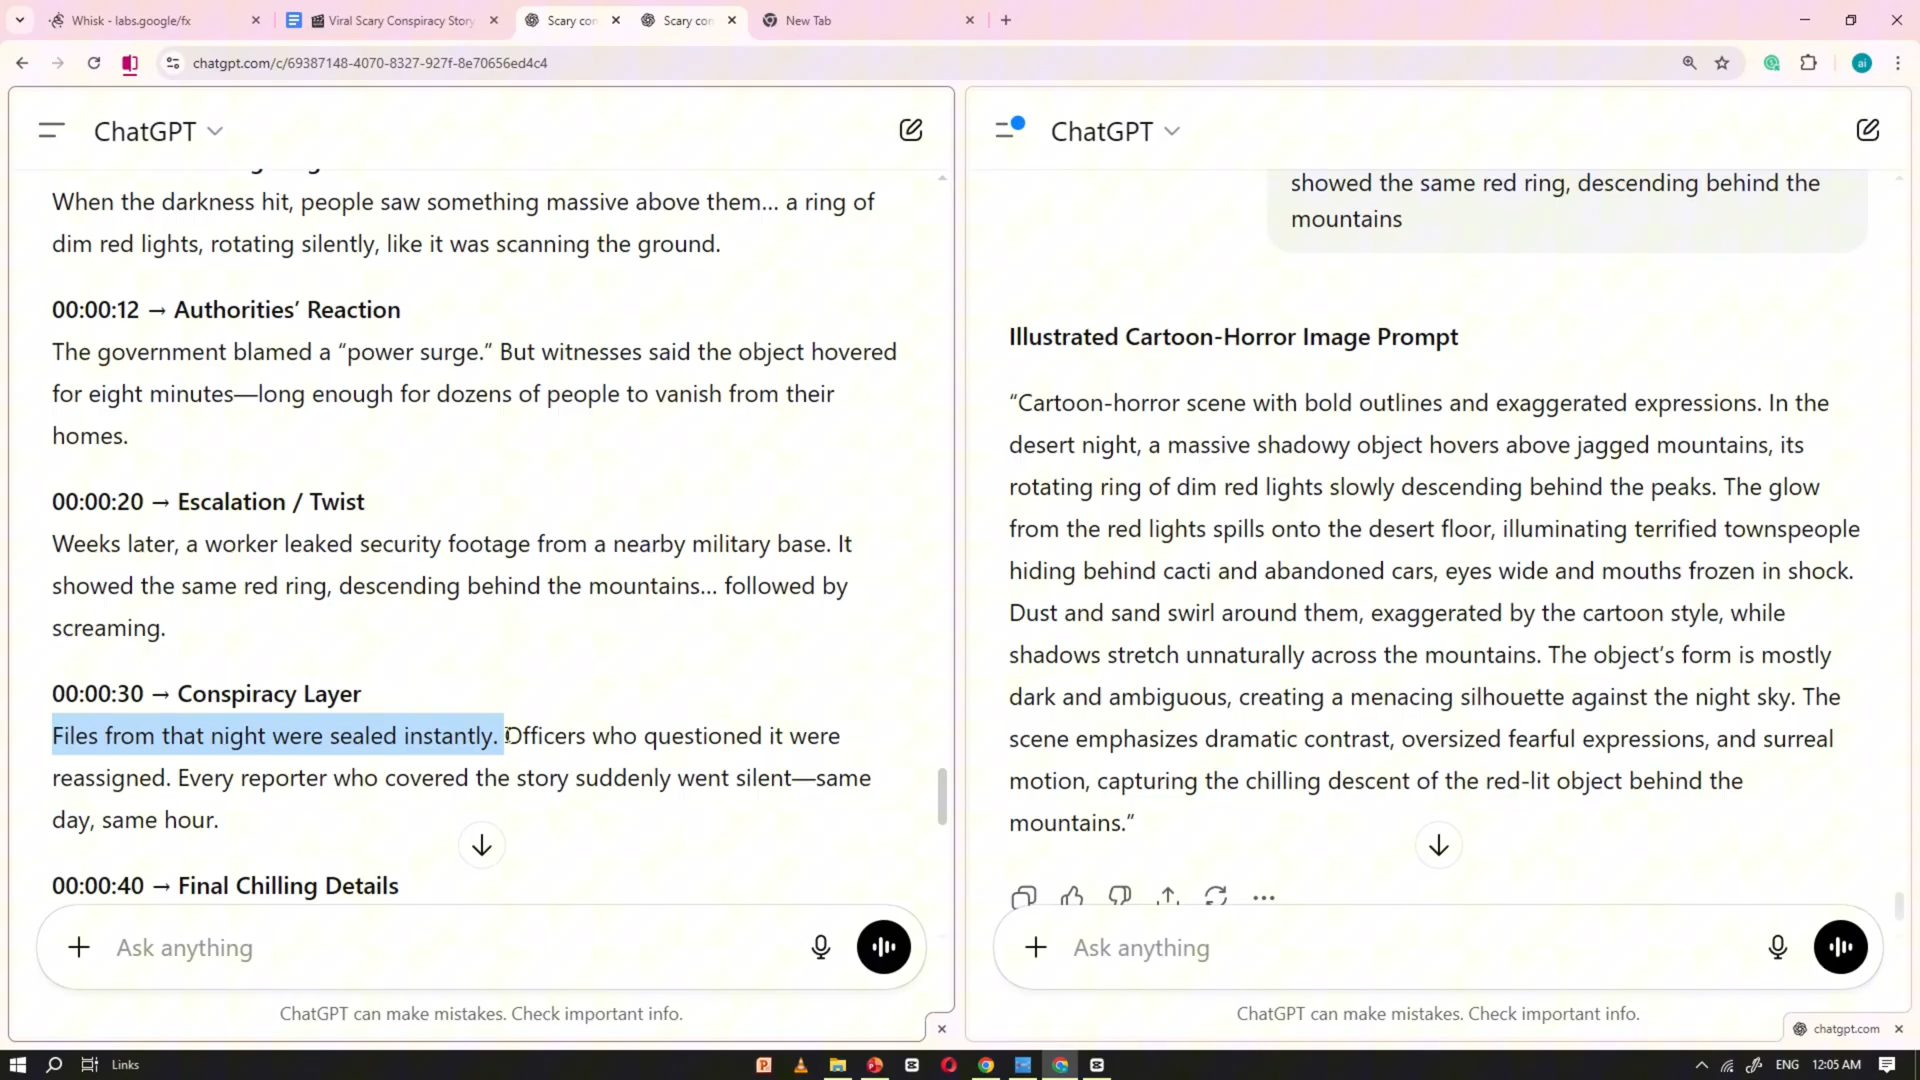 Whisk - labs.google/fx
Viral Scary Conspiracy Story
Scary con
Scary con
New Tab
chatgpt.com/c/69387148-4070-8327-927f-8e70656ed4c4
ai
ChatGPT
When the darkness hit, people saw something massive above them... a ring of
dim red lights, rotating silently, like it was scanning the ground.
00:00:12 → Authorities’ Reaction
The government blamed a “power surge.” But witnesses said the object hovered
for eight minutes—long enough for dozens of people to vanish from their
homes.
00:00:20 → Escalation / Twist
Weeks later, a worker leaked security footage from a nearby military base. It
showed the same red ring, descending behind the mountains... followed by
screaming.
00:00:30 → Conspiracy Layer
Files from that night were sealed instantly. Officers who questioned it were
reassigned. Every reporter who covered the story suddenly went silent—same
day, same hour.
00:00:40 → Final Chilling Details
Ask anything
ChatGPT can make mistakes. Check important info.
ChatGPT
showed the same red ring, descending behind the
mountains
Illustrated Cartoon-Horror Image Prompt
“Cartoon-horror scene with bold outlines and exaggerated expressions. In the
desert night, a massive shadowy object hovers above jagged mountains, its
rotating ring of dim red lights slowly descending behind the peaks. The glow
from the red lights spills onto the desert floor, illuminating terrified townspeople
hiding behind cacti and abandoned cars, eyes wide and mouths frozen in shock.
Dust and sand swirl around them, exaggerated by the cartoon style, while
shadows stretch unnaturally across the mountains. The object’s form is mostly
dark and ambiguous, creating a menacing silhouette against the night sky. The
scene emphasizes dramatic contrast, oversized fearful expressions, and surreal
motion, capturing the chilling descent of the red-lit object behind the
mountains.”
Ask anything
ChatGPT can make mistakes. Check important info.
chatgpt.com
Links
ENG
12:05 AM